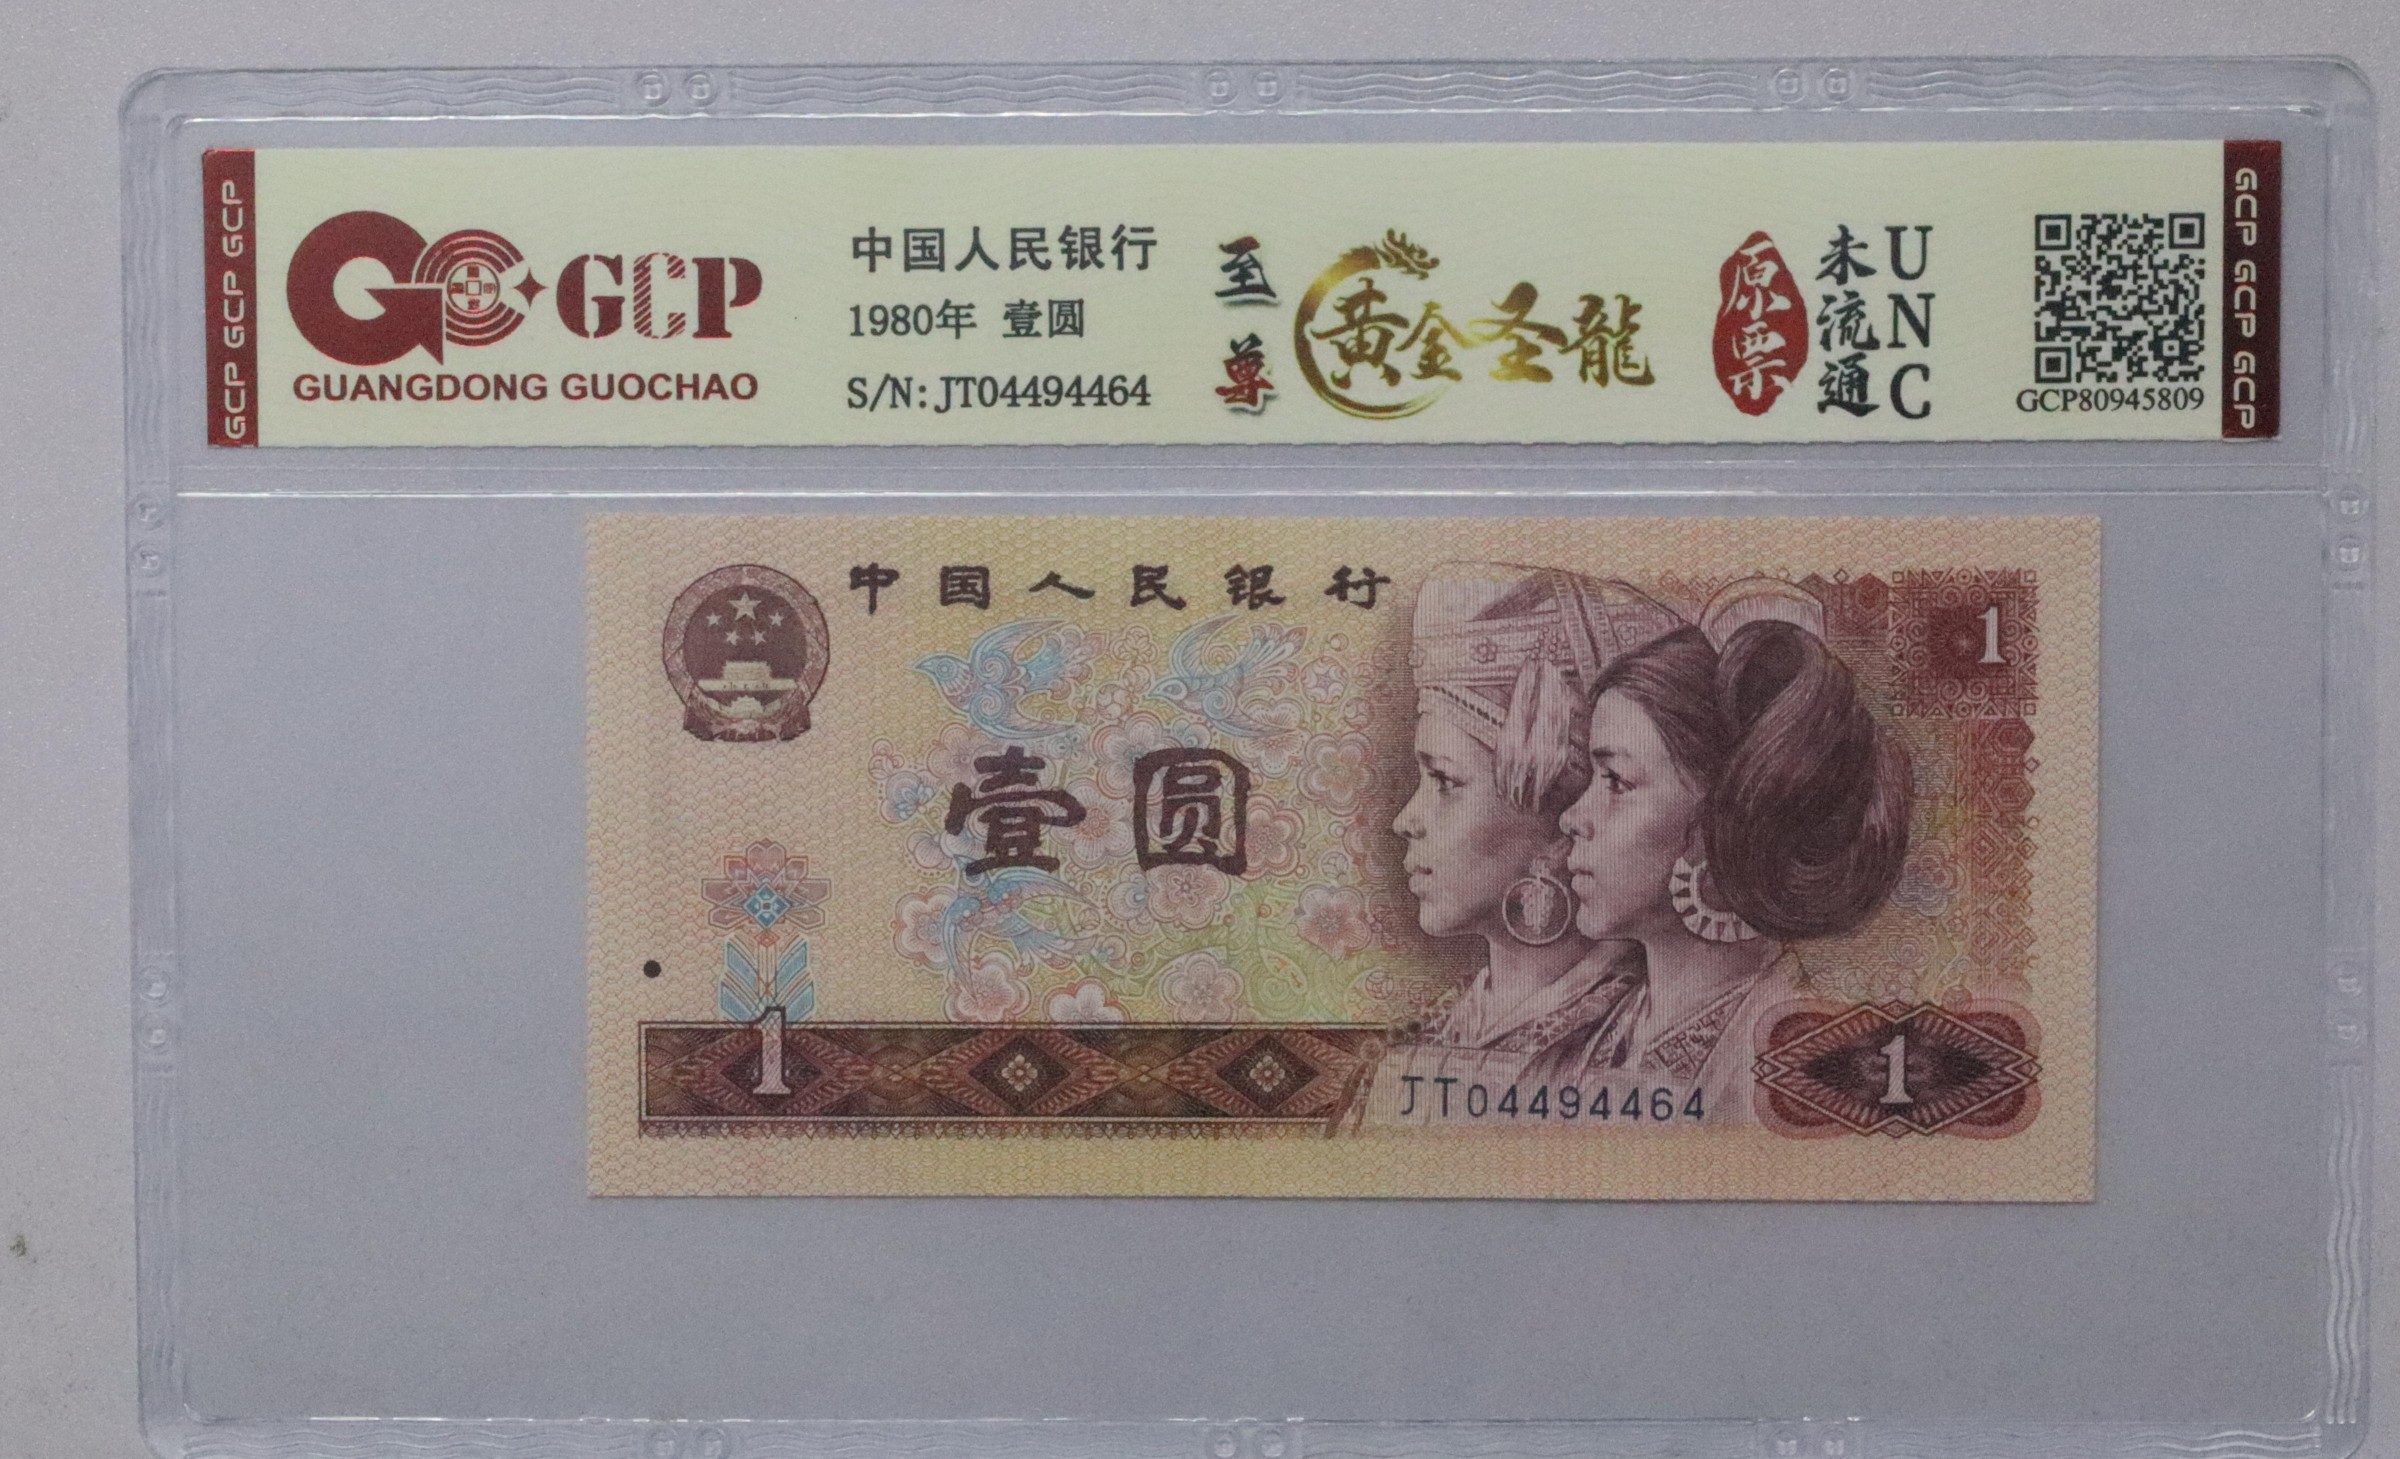 GCP GCP GCP
GCP
GUANGDONG GUOCHAO
中国人民银行
1980年 壹圆
S/N: JT04494464
至尊
黄金圣龍
原票
未流通
UNC
GCP80945809
GCP GCP GCP
中国人民银行
1
壹圆
1
JT04494464
1